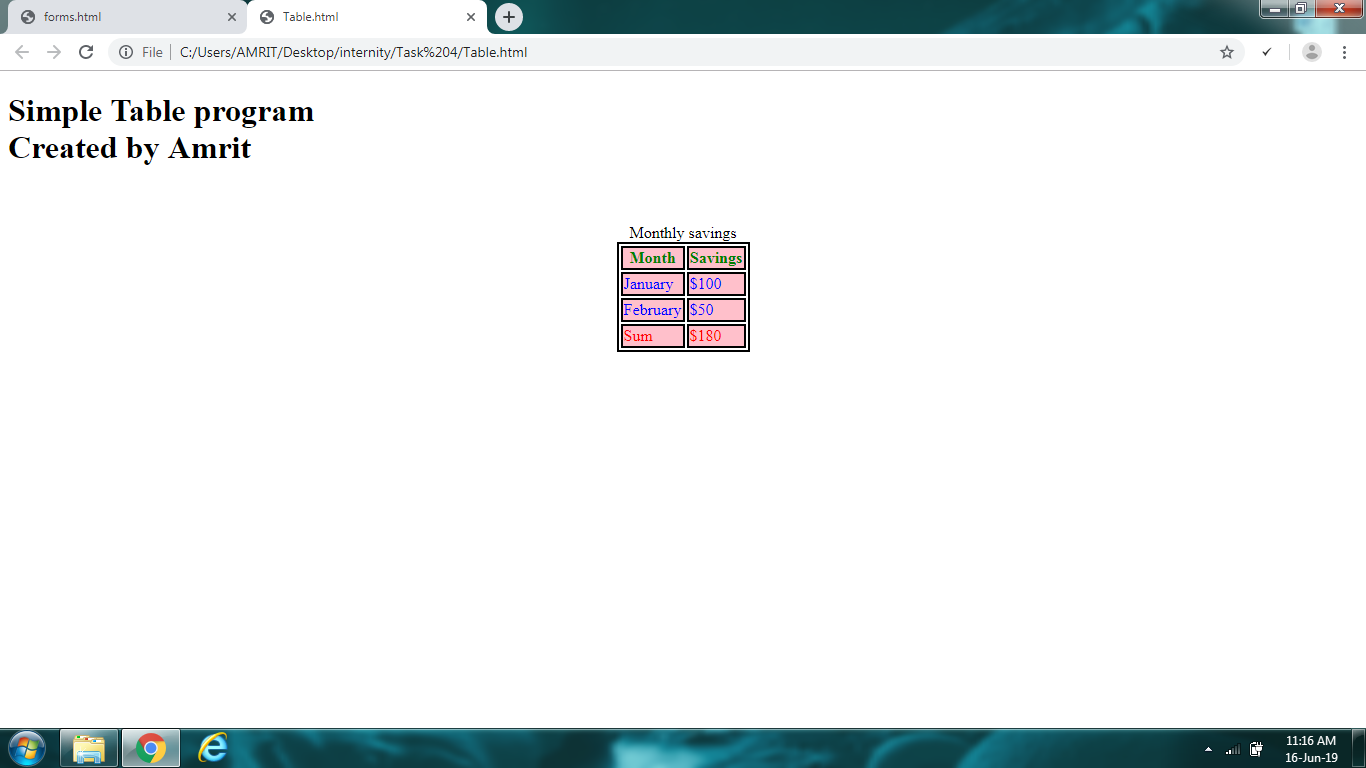 forms.html
Table.html
File
C:/Users/AMRIT/Desktop/internity/Task%204/Table.html
Simple Table program
Created by Amrit
Monthly savings
Month Savings
January $100
February $50
Sum $180
11:16 AM
16-Jun-19